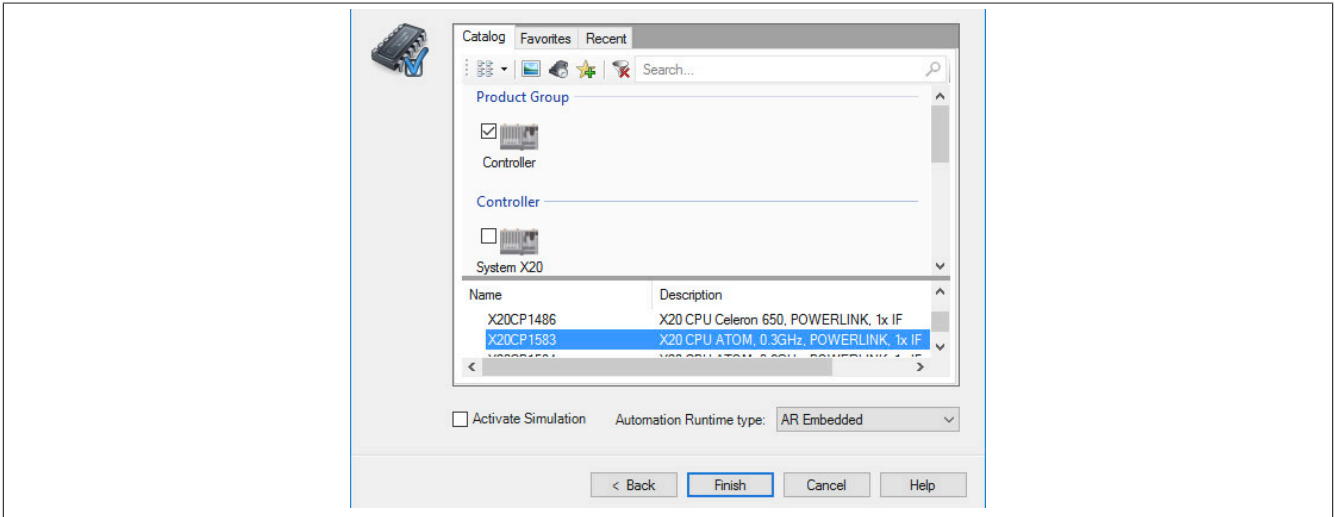 Catalog Favorites Recent
Search...
Product Group
Controller
Controller
System X20
Name Description
X20CP1486 X20 CPU Celeron 650, POWERLINK, 1x IF
X20CP1583 X20 CPU ATOM, 0.3GHz, POWERLINK, 1x IF
Activate Simulation Automation Runtime type: AR Embedded
< Back Finish Cancel Help